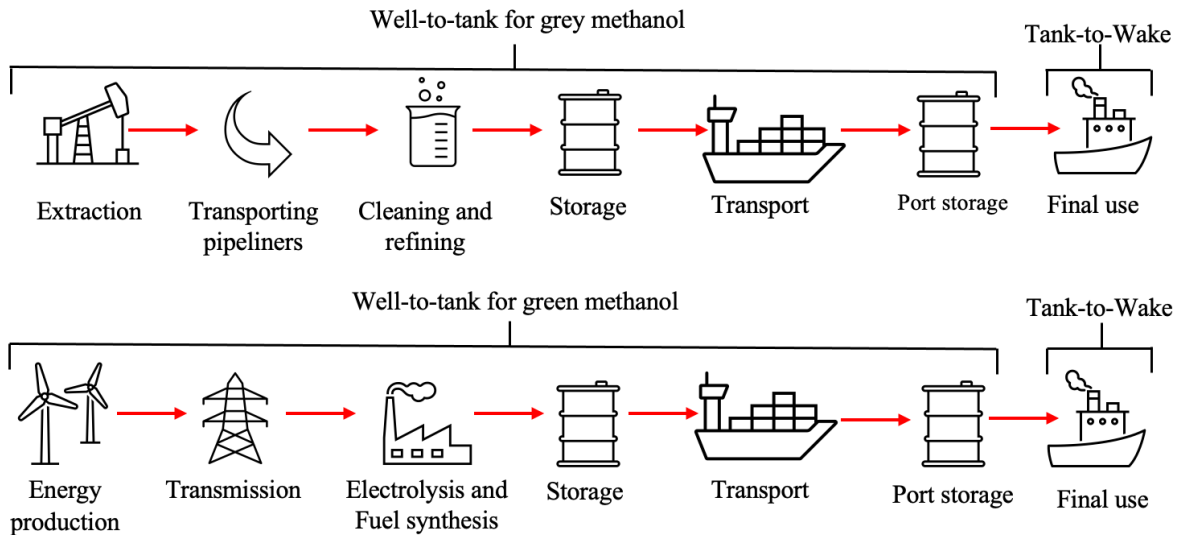 Well-to-tank for grey methanol
Tank-to-Wake
Extraction
Transporting
pipeliners
Cleaning and
refining
Storage
Transport
Port storage
Final use
Well-to-tank for green methanol
Tank-to-Wake
Energy
production
Transmission
Electrolysis and
Fuel synthesis
Storage
Transport
Port storage
Final use